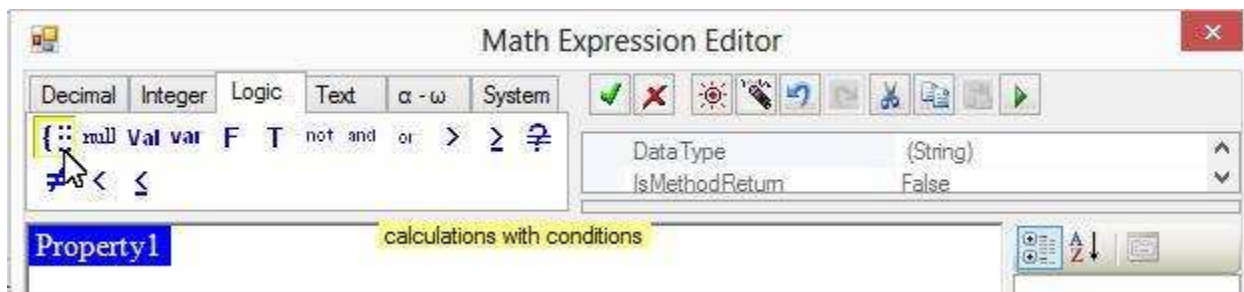 Math Expression Editor
Decimal Integer Logic Text α - ω System
{ :: null Val var F T not and or > ≥ =?
≠ < ≤
DataType {String}
IsMethodReturn False
calculations with conditions
Property1
A
Z